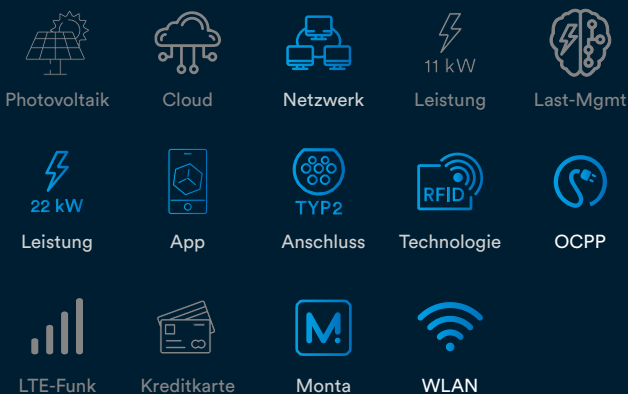 11 kW
Photovoltaik Cloud Netzwerk Leistung Last-Mgmt
22 kW TYP2 RFID
Leistung App Anschluss Technologie OCPP
M!
LTE-Funk Kreditkarte Monta WLAN